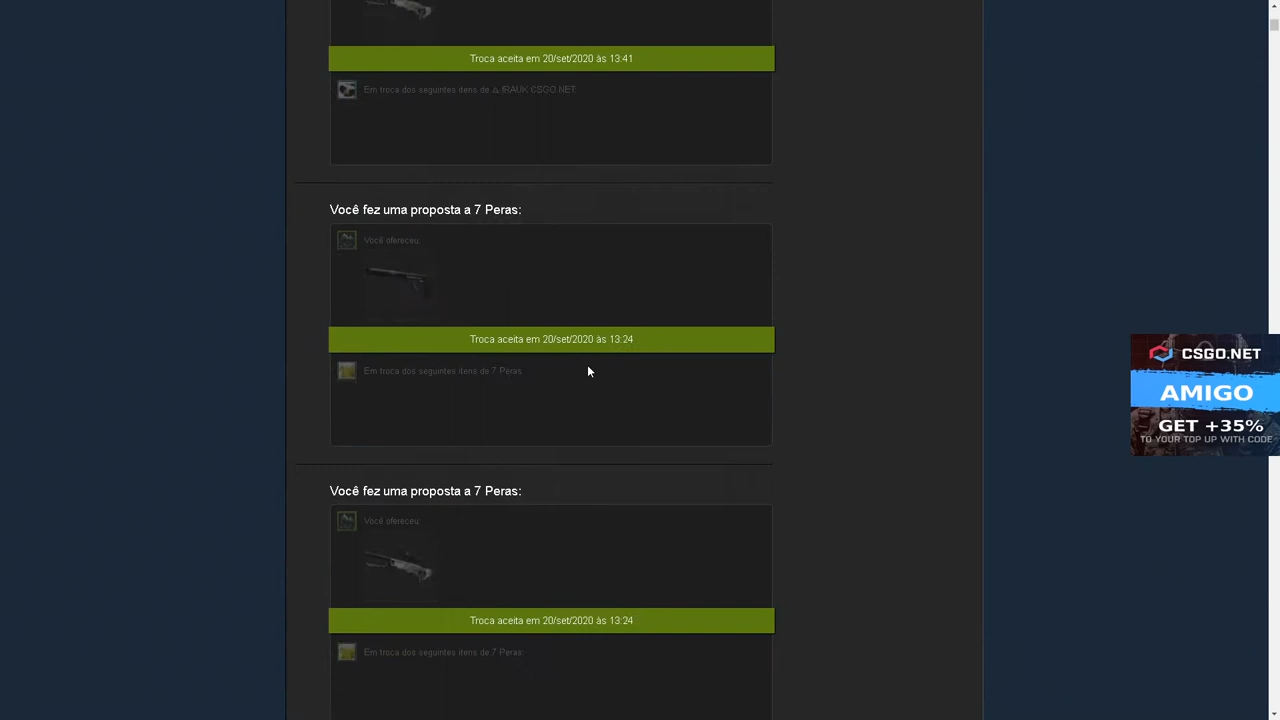 Troca aceita em 20/set/2020 às 13:41
Em troca dos seguintes itens de CSGO.NET:
Você fez uma proposta a 7 Peras:
Você ofereceu:
Troca aceita em 20/set/2020 às 13:24
Em troca dos seguintes itens de 7 Peras:
Você fez uma proposta a 7 Peras:
Você ofereceu:
Troca aceita em 20/set/2020 às 13:24
Em troca dos seguintes itens de 7 Peras:
CSGO.NET
AMIGO
GET +35%
TO YOUR TOP UP WITH CODE